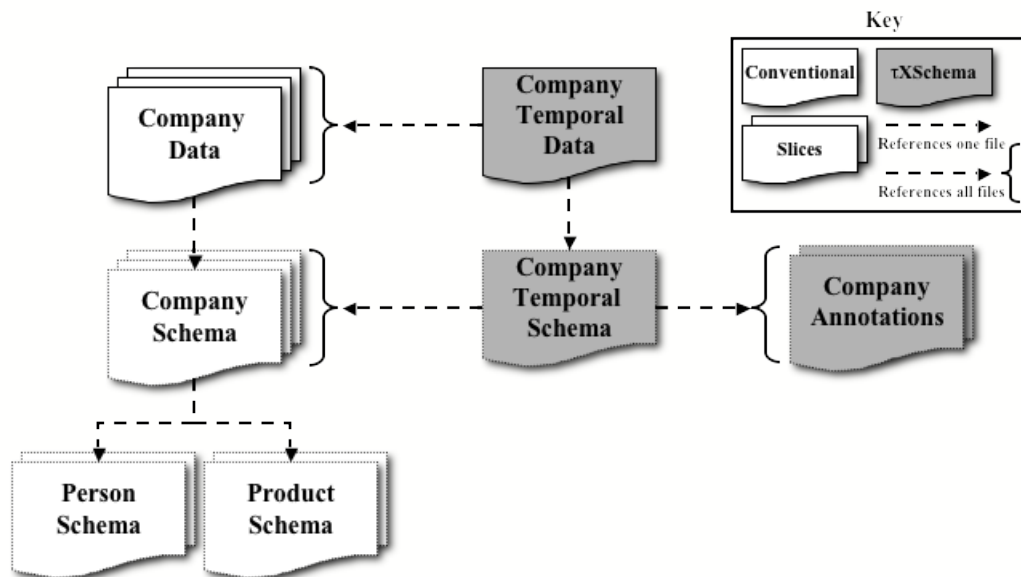 Key
Conventional
τXSchema
Slices
References one file
References all files
Company
Data
Company
Temporal
Data
Company
Schema
Company
Temporal
Schema
Company
Annotations
Person
Schema
Product
Schema